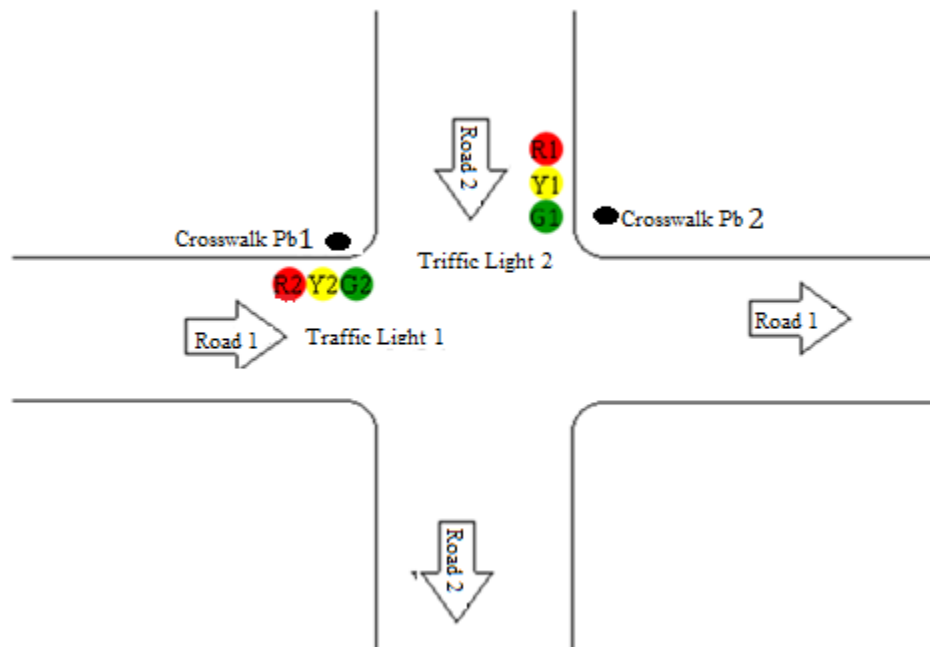 Road 2
R1
Y1
G1
Crosswalk Pb 2
Crosswalk Pb1
Triffic Light 2
R2 Y2 G2
Road 1
Traffic Light 1
Road 1
Road 2